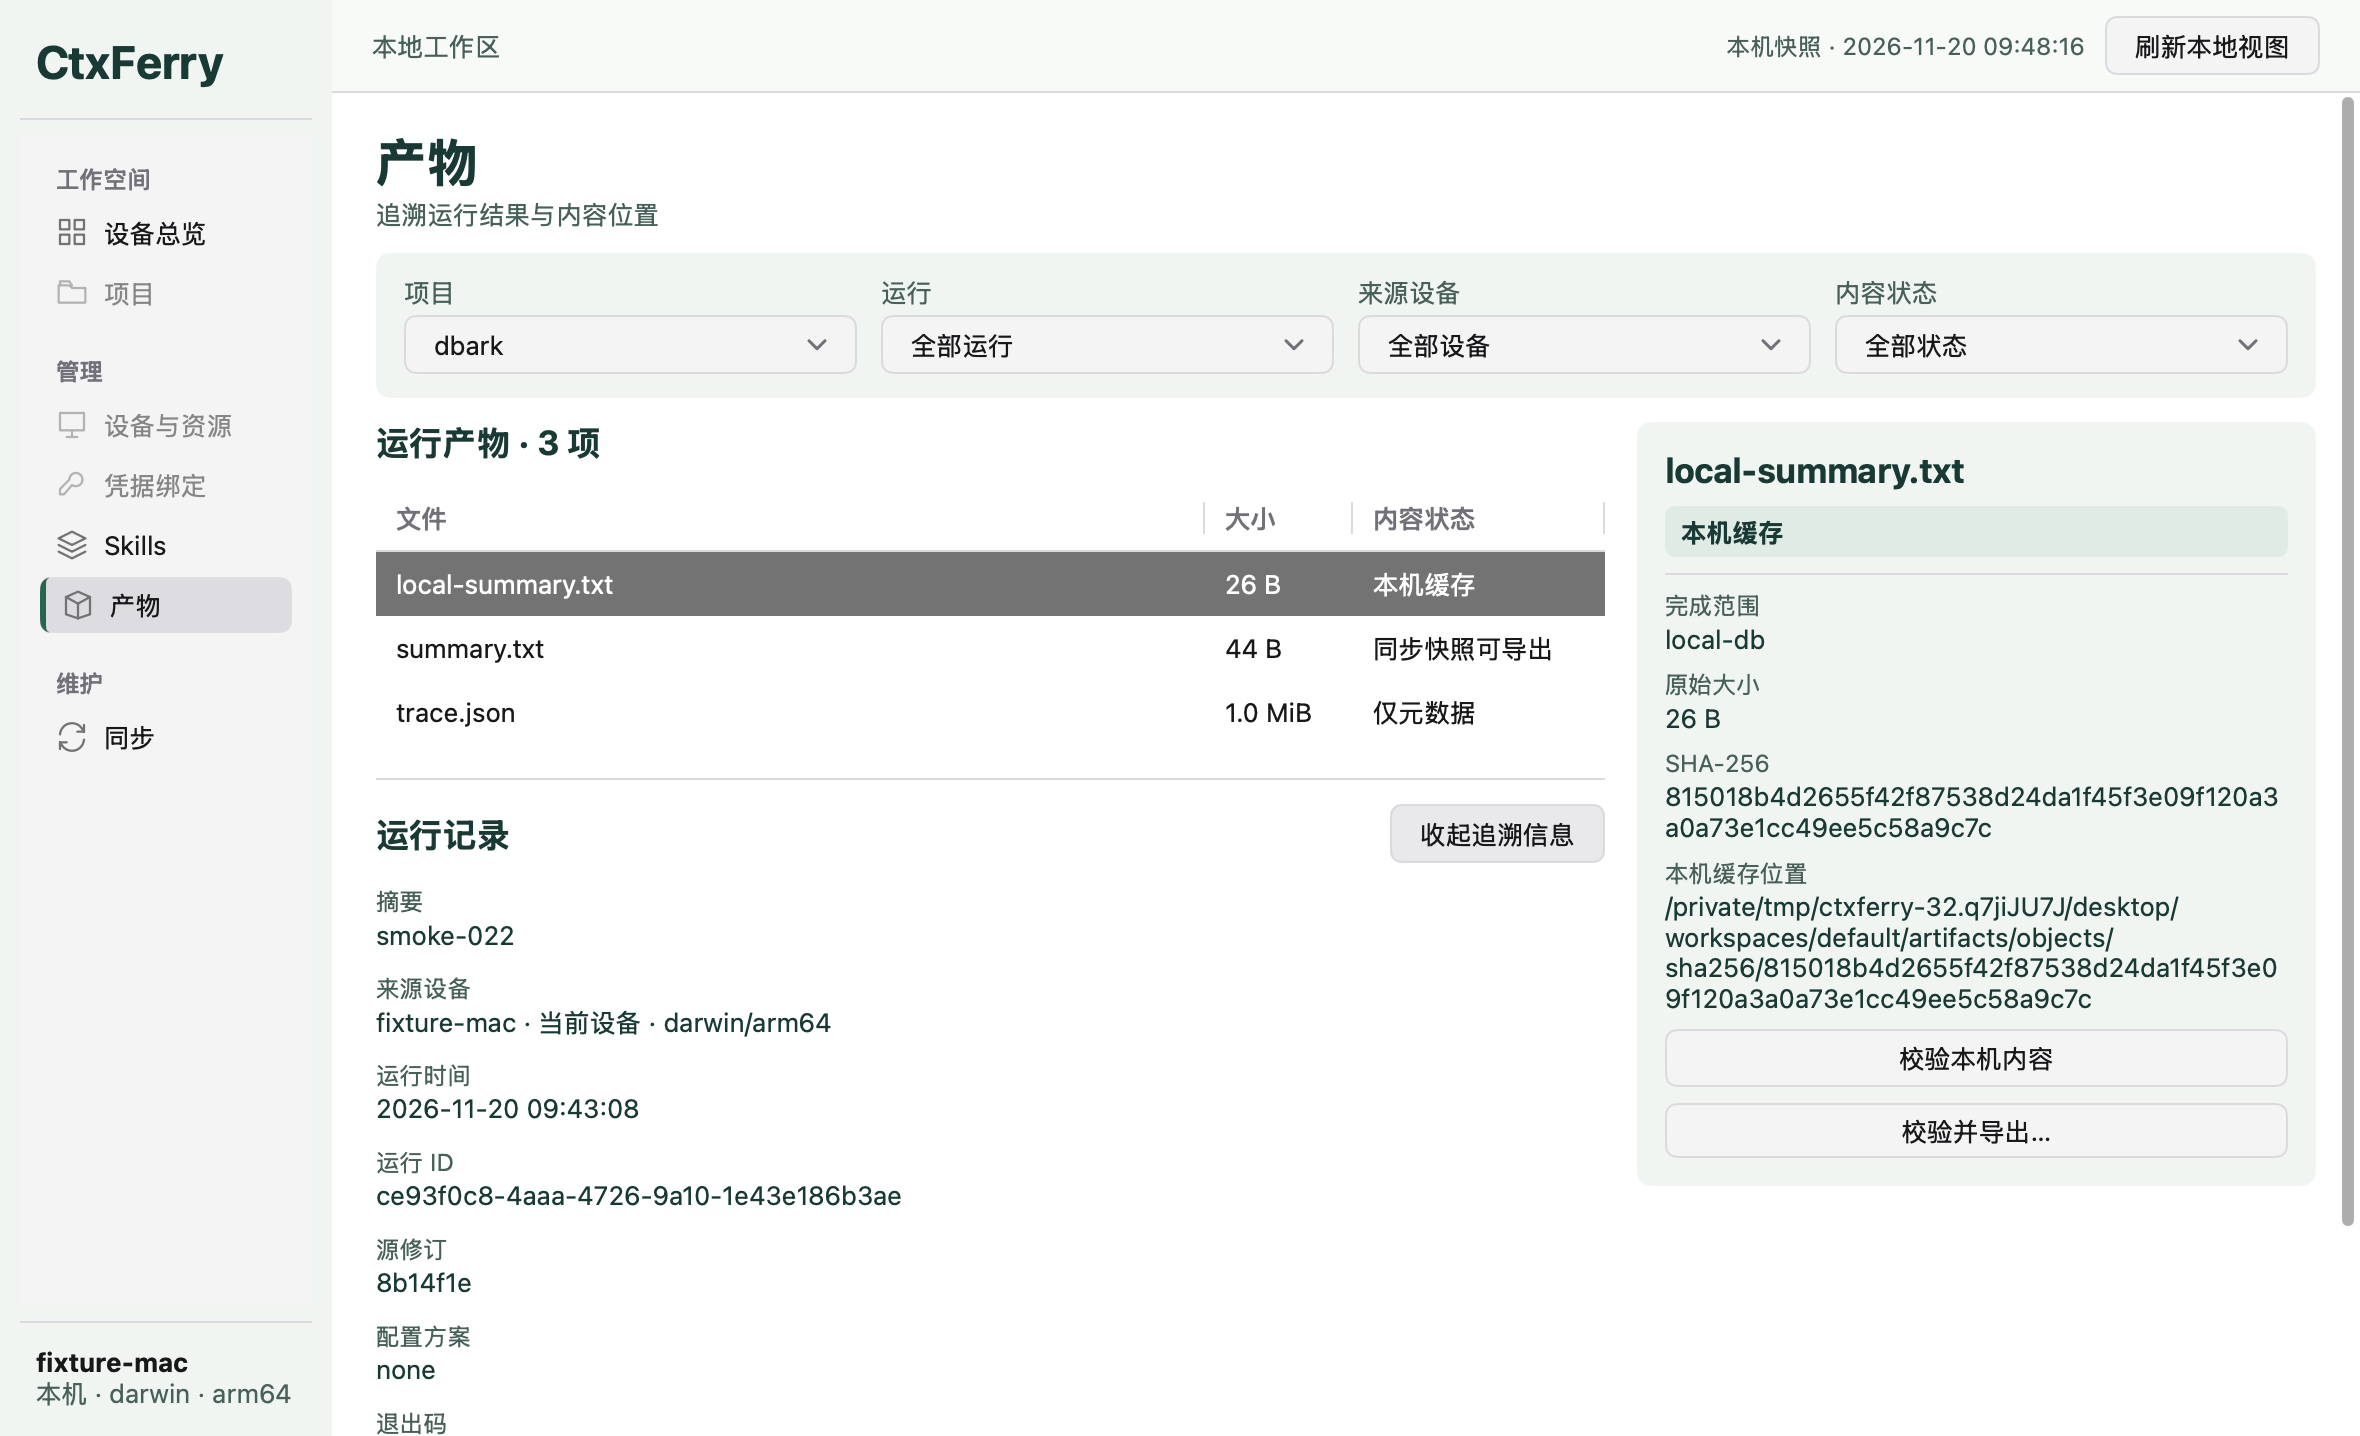 CtxFerry
工作空间
设备总览
项目
管理
设备与资源
凭据绑定
Skills
产物
维护
同步
fixture-mac
本机 · darwin · arm64
本地工作区
本机快照 · 2026-11-20 09:48:16
刷新本地视图
产物
追溯运行结果与内容位置
项目
运行
来源设备
内容状态
dbark
全部运行
全部设备
全部状态
运行产物 · 3 项
文件
大小
内容状态
local-summary.txt
26 B
本机缓存
summary.txt
44 B
同步快照可导出
trace.json
1.0 MiB
仅元数据
运行记录
收起追溯信息
摘要
smoke-022
来源设备
fixture-mac · 当前设备 · darwin/arm64
运行时间
2026-11-20 09:43:08
运行 ID
ce93f0c8-4aaa-4726-9a10-1e43e186b3ae
源修订
8b14f1e
配置方案
none
退出码
local-summary.txt
本机缓存
完成范围
local-db
原始大小
26 B
SHA-256
815018b4d2655f42f87538d24da1f45f3e09f120a3
a0a73e1cc49ee5c58a9c7c
本机缓存位置
/private/tmp/ctxferry-32.q7jiJU7J/desktop/
workspaces/default/artifacts/objects/
sha256/815018b4d2655f42f87538d24da1f45f3e0
9f120a3a0a73e1cc49ee5c58a9c7c
校验本机内容
校验并导出...